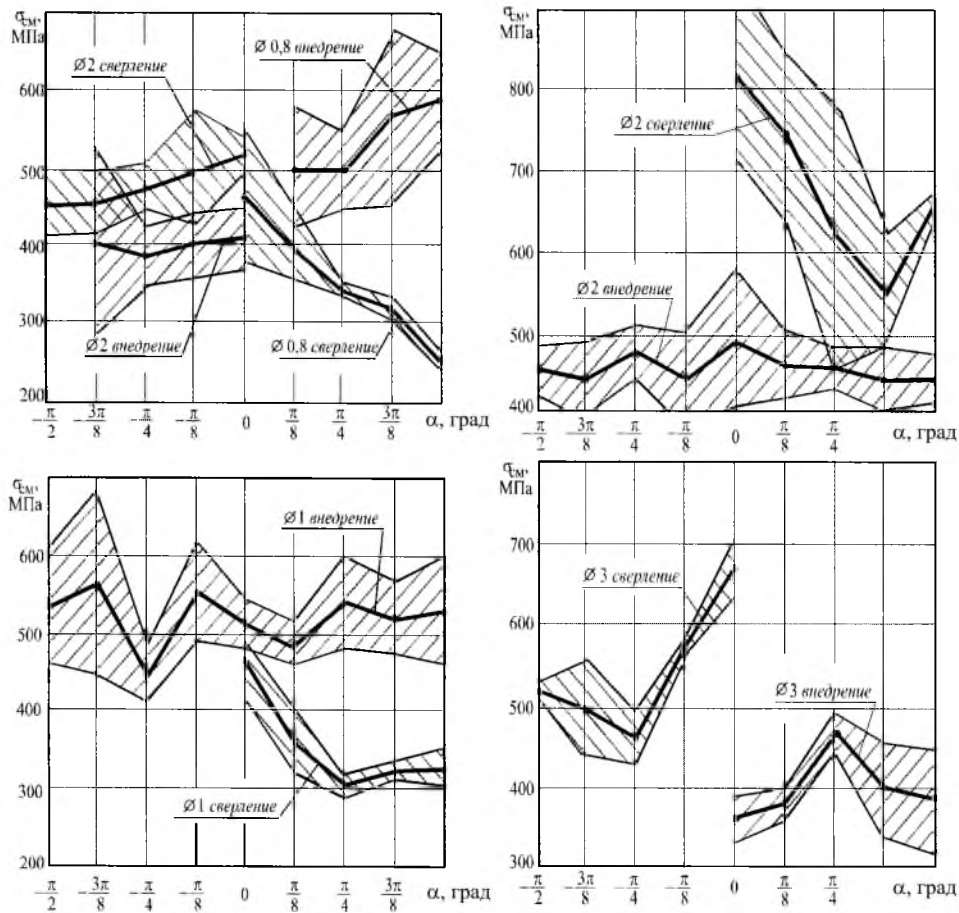 σсм,
МПа
Ø2 сверление
Ø 0,8 внедрение
600
500
400
300
200
Ø2 внедрение
Ø 0,8 сверление
-π/2 -3π/8 -π/4 -π/8 0 π/8 π/4 3π/8 α, град
σсм,
МПа
800
700
600
500
400
Ø2 сверление
Ø2 внедрение
-π/2 -3π/8 -π/4 -π/8 0 π/8 π/4 α, град
σсм,
МПа
Ø1 внедрение
600
500
400
300
200
Ø1 сверление
-π/2 -3π/8 -π/4 -π/8 0 π/8 π/4 3π/8 α, град
σсм,
МПа
700
600
500
400
300
Ø 3 сверление
Ø3 внедрение
-π/2 -3π/8 -π/4 -π/8 0 π/8 π/4 α, град